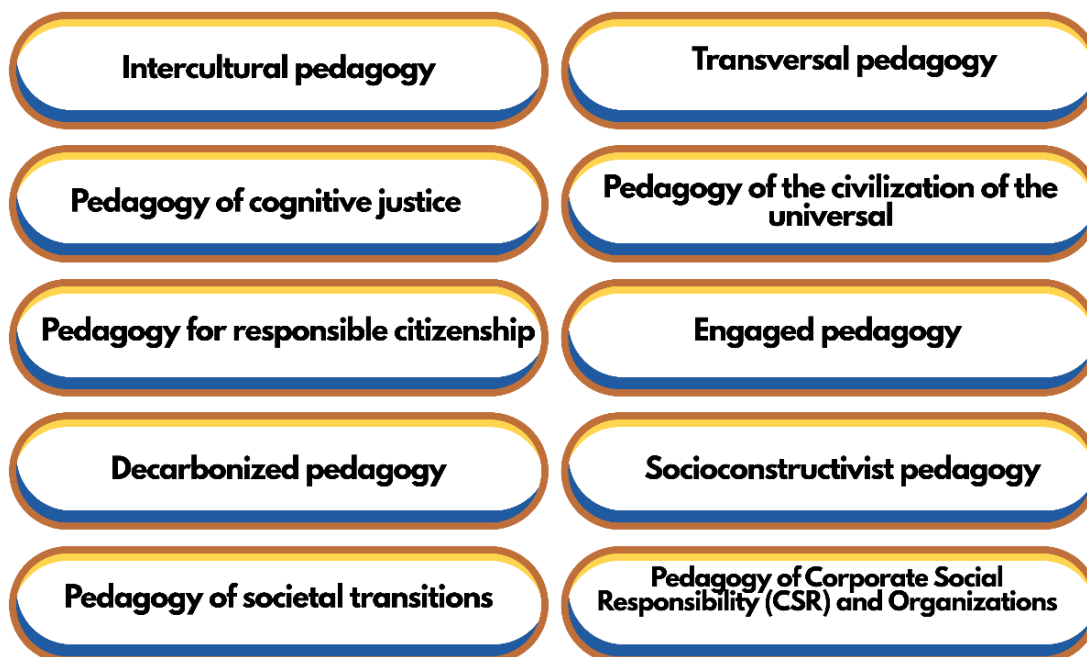 Intercultural pedagogy
Transversal pedagogy
Pedagogy of cognitive justice
Pedagogy of the civilization of the
universal
Pedagogy for responsible citizenship
Engaged pedagogy
Decarbonized pedagogy
Socioconstructivist pedagogy
Pedagogy of societal transitions
Pedagogy of Corporate Social
Responsibility (CSR) and Organizations